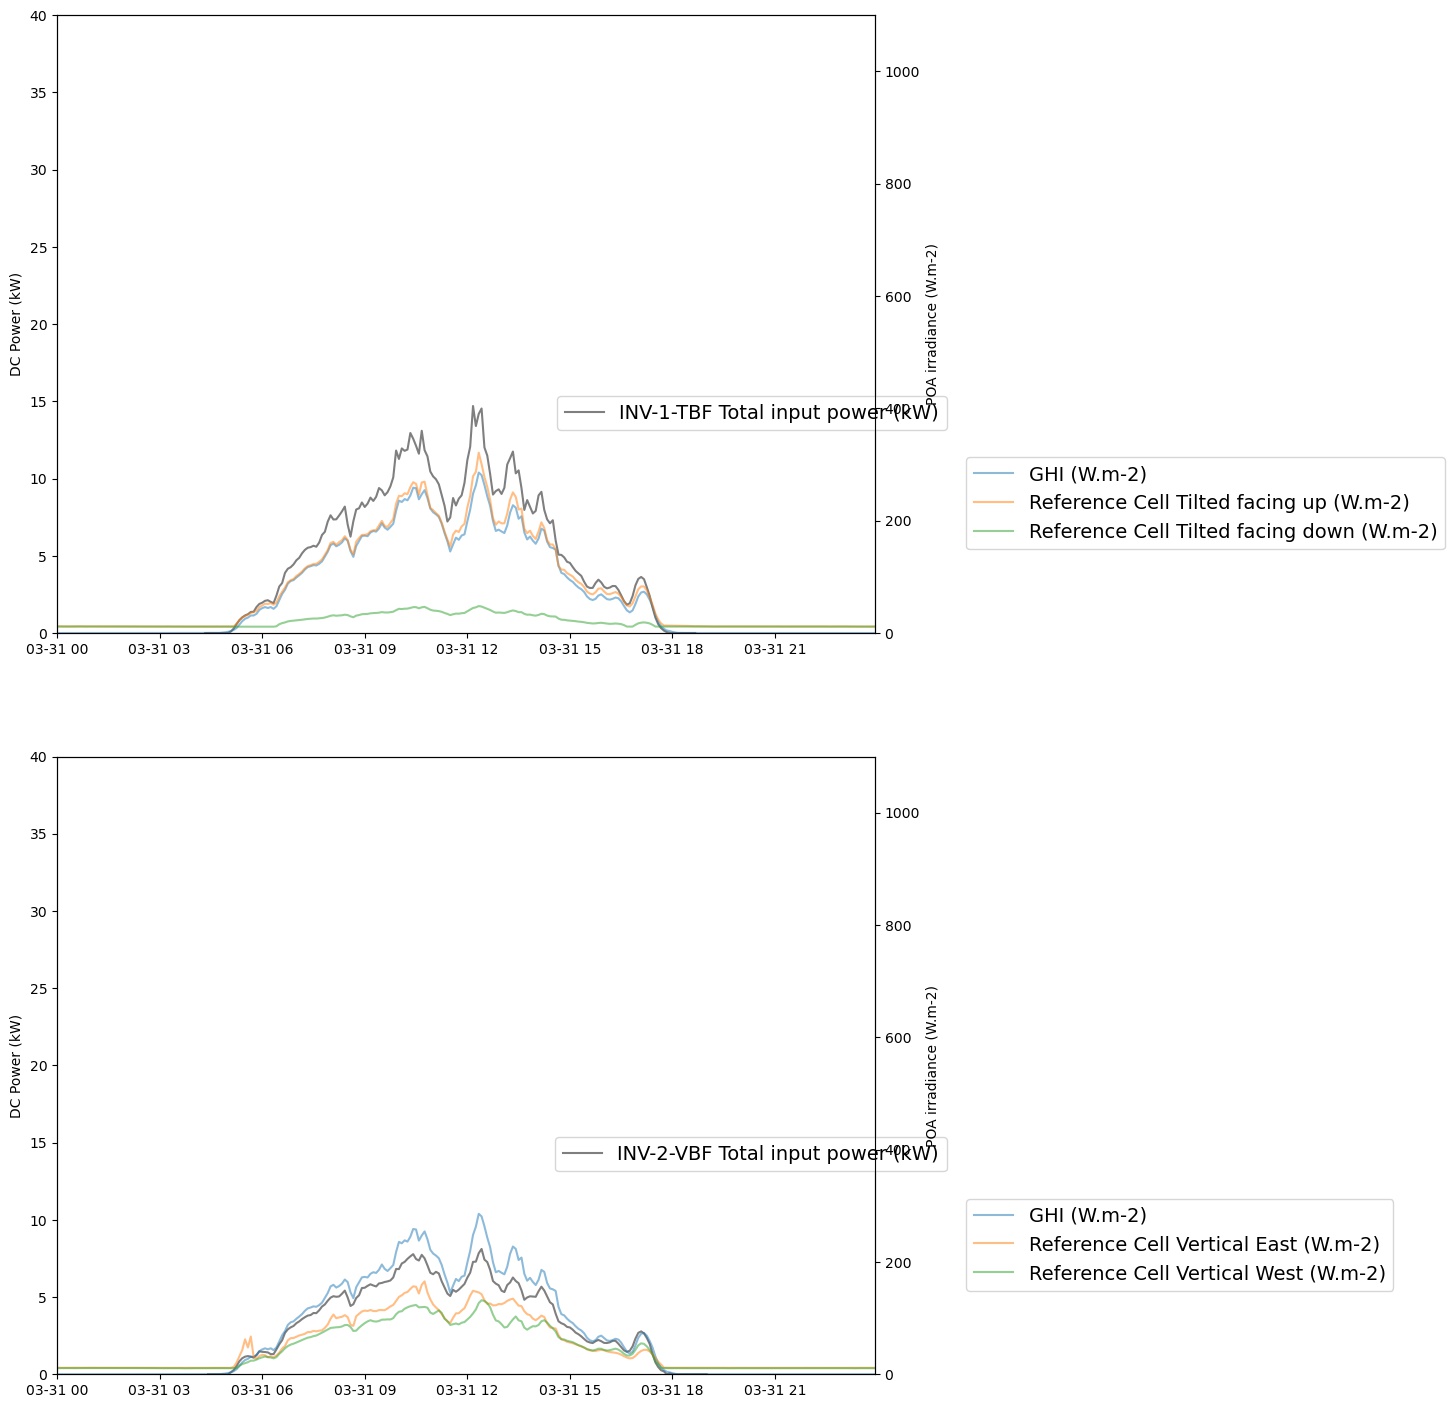 40
35
30
25
20
15
10
5
0
DC Power (kW)
1000
800
600
400
200
0
POA irradiance (W.m-2)
INV-1-TBF Total input power (kW)
GHI (W.m-2)
Reference Cell Tilted facing up (W.m-2)
Reference Cell Tilted facing down (W.m-2)
03-31 00 03-31 03 03-31 06 03-31 09 03-31 12 03-31 15 03-31 18 03-31 21
40
35
30
25
20
15
10
5
0
DC Power (kW)
1000
800
600
400
200
0
POA irradiance (W.m-2)
INV-2-VBF Total input power (kW)
GHI (W.m-2)
Reference Cell Vertical East (W.m-2)
Reference Cell Vertical West (W.m-2)
03-31 00 03-31 03 03-31 06 03-31 09 03-31 12 03-31 15 03-31 18 03-31 21